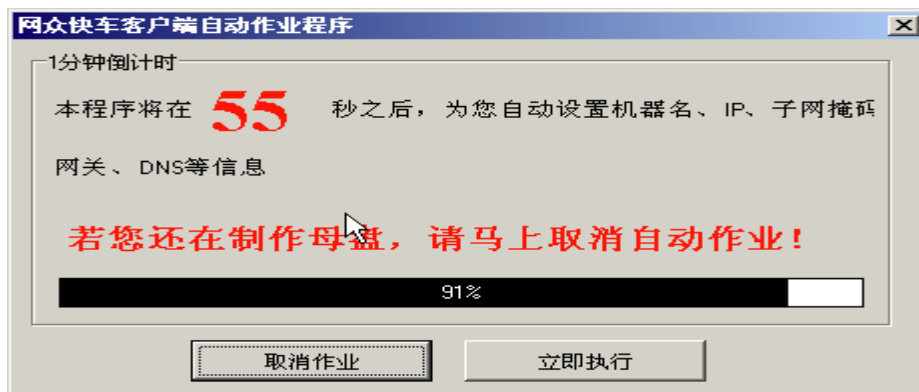 网众快车客户端自动作业程序
1分钟倒计时
本程序将在 55 秒之后，为您自动设置机器名、IP、子网掩码
网关、DNS等信息
若您还在制作母盘，请马上取消自动作业！
91%
取消作业 立即执行